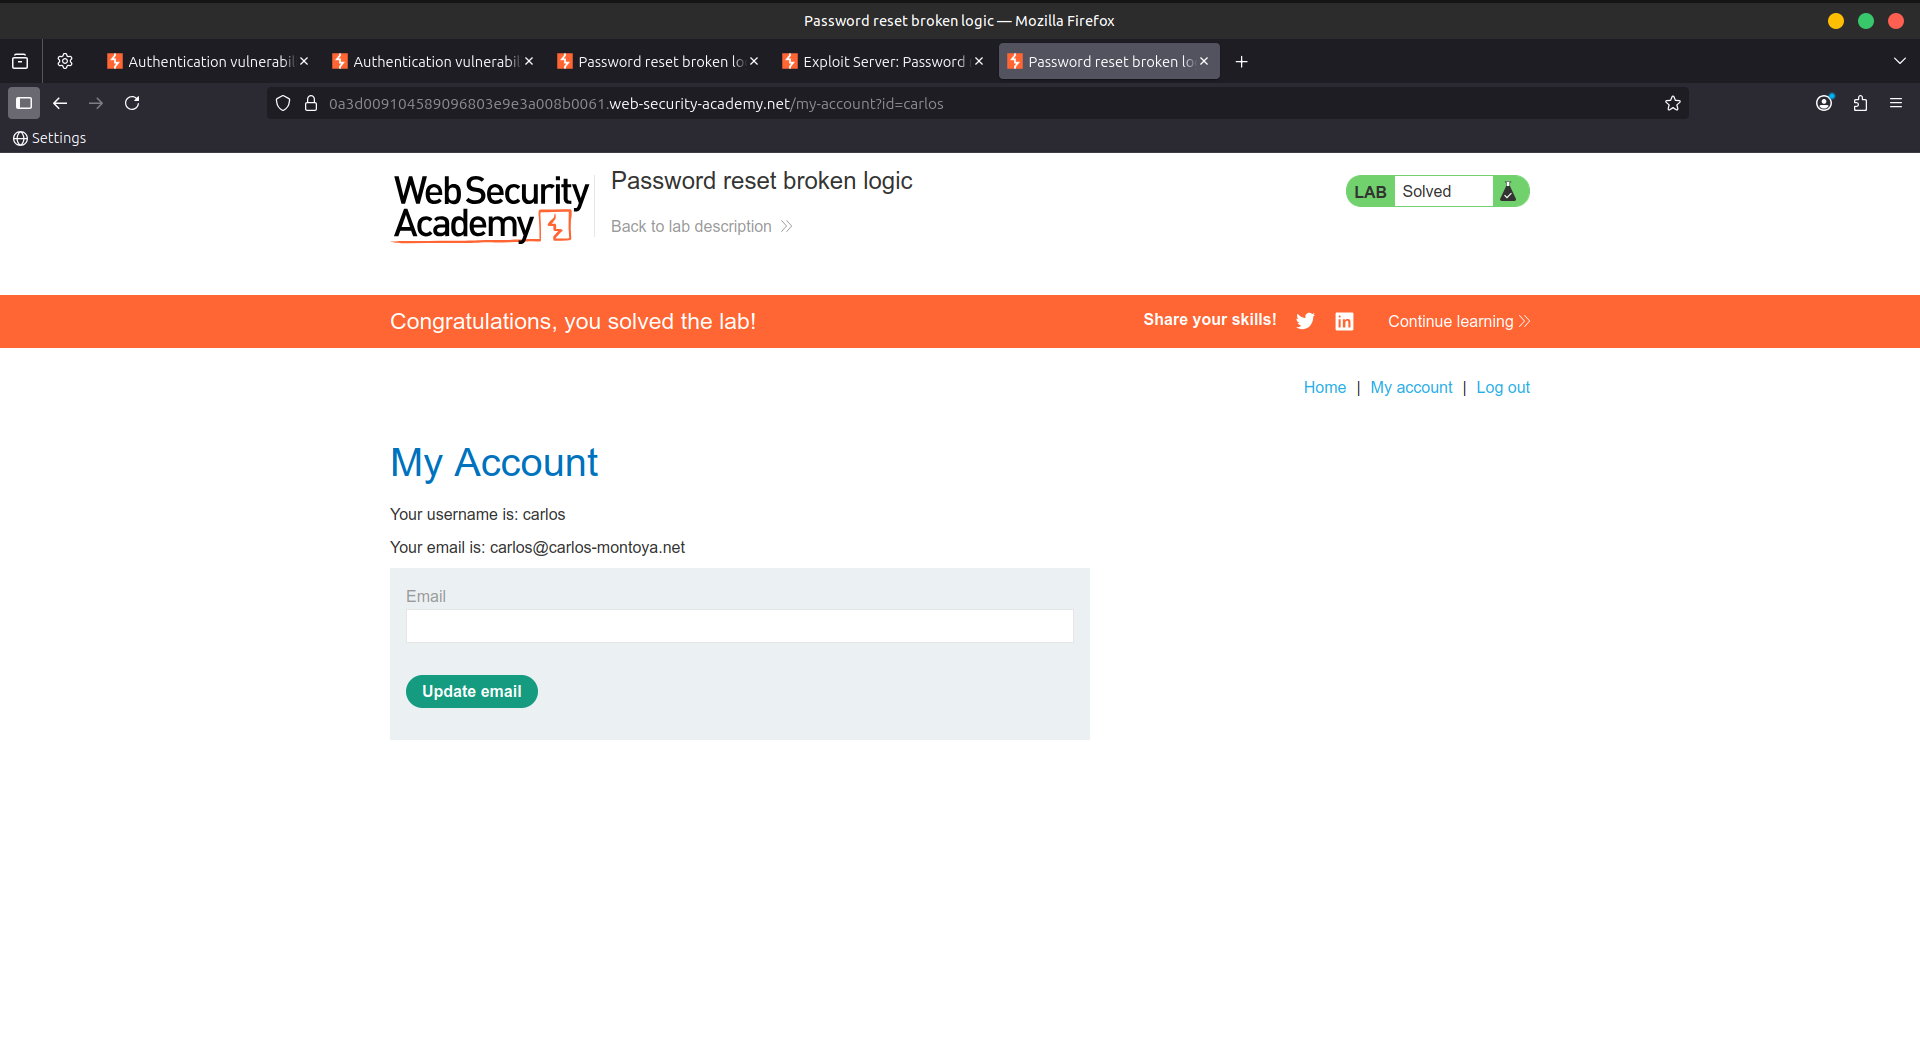 Password reset broken logic — Mozilla Firefox
Authentication vulnerabil
Authentication vulnerabil
Password reset broken lo
Exploit Server: Password
Password reset broken lo
0a3d009104589096803e9e3a008b0061.web-security-academy.net/my-account?id=carlos
Settings
Web Security
Academy
Password reset broken logic
Back to lab description
LAB Solved
Congratulations, you solved the lab!
Share your skills!
Continue learning
Home | My account | Log out
My Account
Your username is: carlos
Your email is: carlos@carlos-montoya.net
Email
Update email